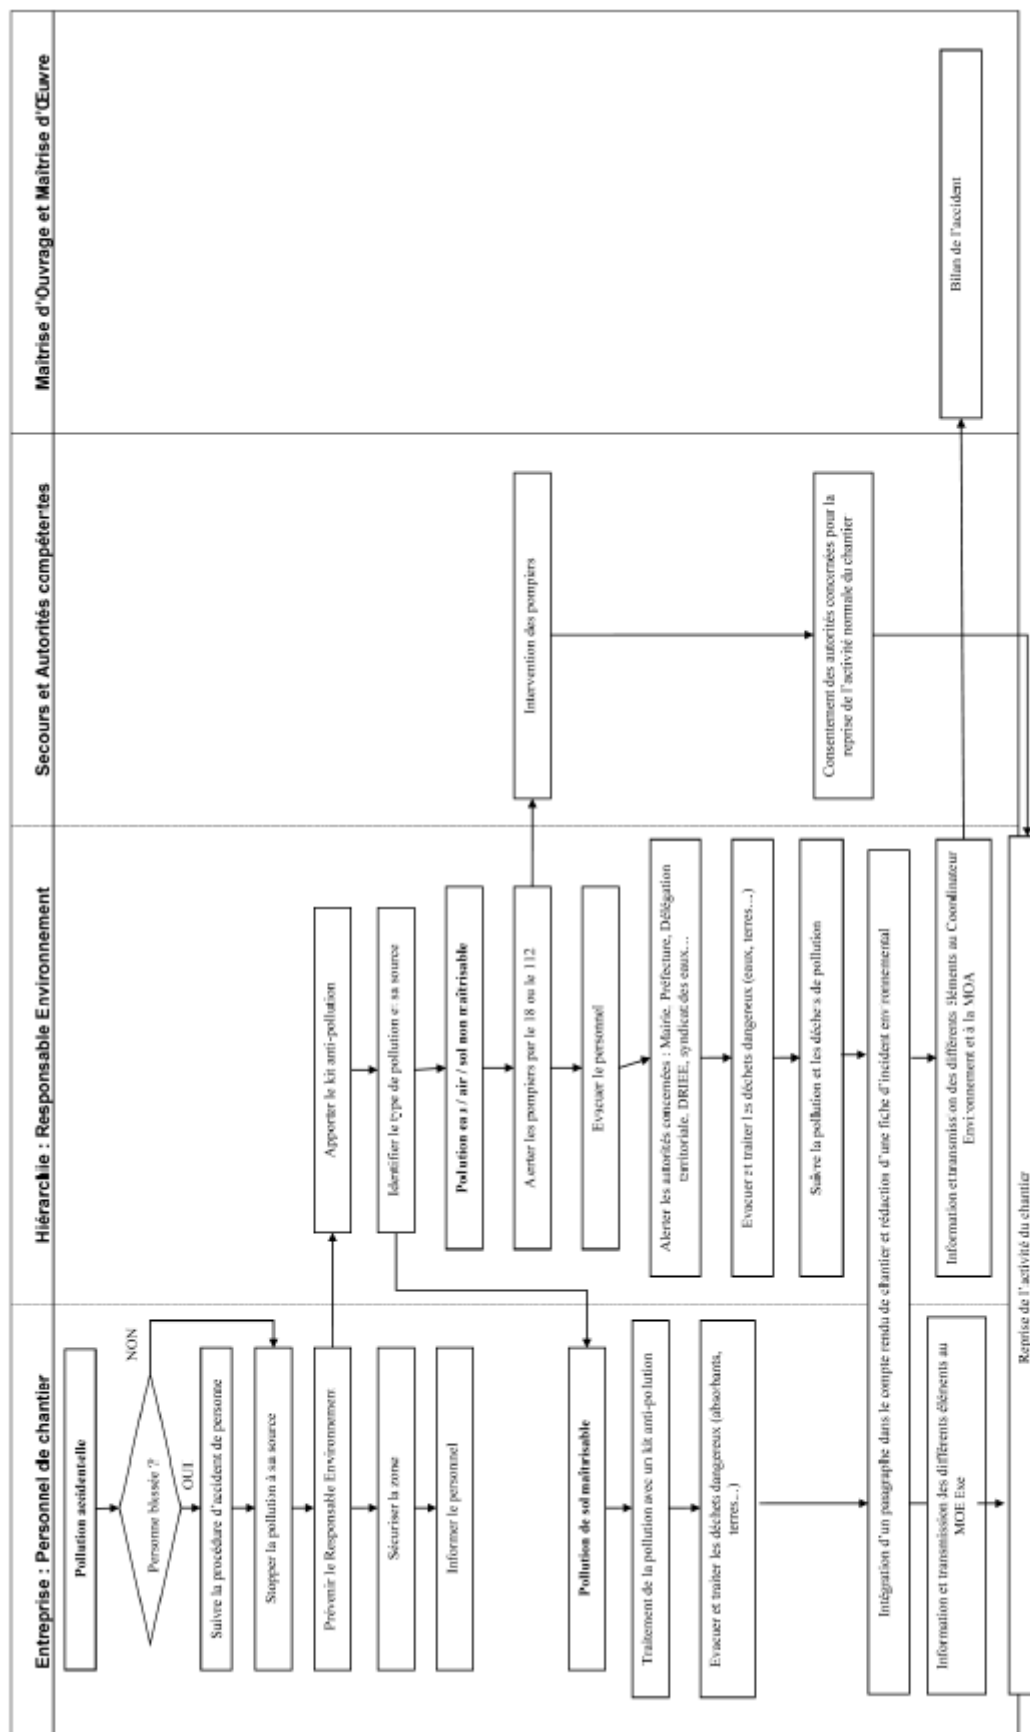 Entreprise : Personnel de chantier
Hiérarchie : Responsable Environnement
Secours et Autorités compétentes
Maîtrise d'Ouvrage et Maîtrise d'Œuvre
Pollution accidentelle
Personne blessée ?
NON
OUI
Suivre la procédure d'accident de personne
Stopper la pollution à sa source
Prévenir le Responsable Environnement
Sécuriser la zone
Informer le personnel
Apporter le kit anti-pollution
Identifier le type de pollution et sa source
Pollution eau / air / sol non maîtrisable
Alerter les pompiers par le 18 ou le 112
Intervention des pompiers
Evacuer le personnel
Pollution de sol maîtrisable
Traitement de la pollution avec un kit anti-pollution
Evacuer et traiter les déchets dangereux (absorbants,
terres...)
Alerter les autorités concernées : Mairie, Préfecture, Délégation
territoriale, DRIEE, syndicat des eaux...
Evacuer et traiter les déchets dangereux (eaux, terres...)
Suivre la pollution et les déchets de pollution
Consentement des autorités concernées pour la
reprise de l'activité normale du chantier
Intégration d'un paragraphe dans le compte rendu de chantier et rédaction d'une fiche d'incident environnemental
Information et transmission des différents éléments au
MOE Exe
Information et transmission des différents éléments au Coordinateur
Environnement et à la MOA
Bilan de l'accident
Reprise de l'activité du chantier